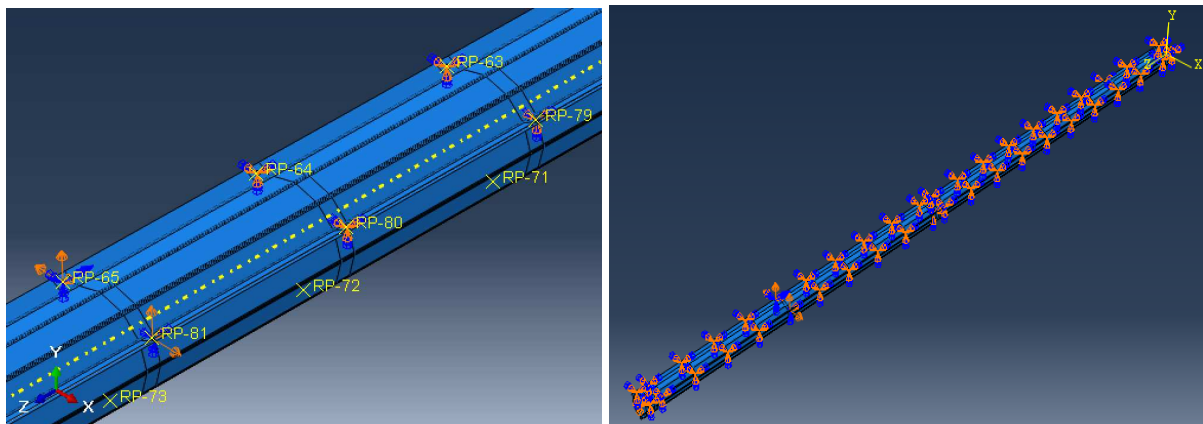 RP-63
RP-79
RP-64
RP-71
RP-80
RP-65
RP-72
RP-81
RP-73
Y
Z
X
Y
Z
X